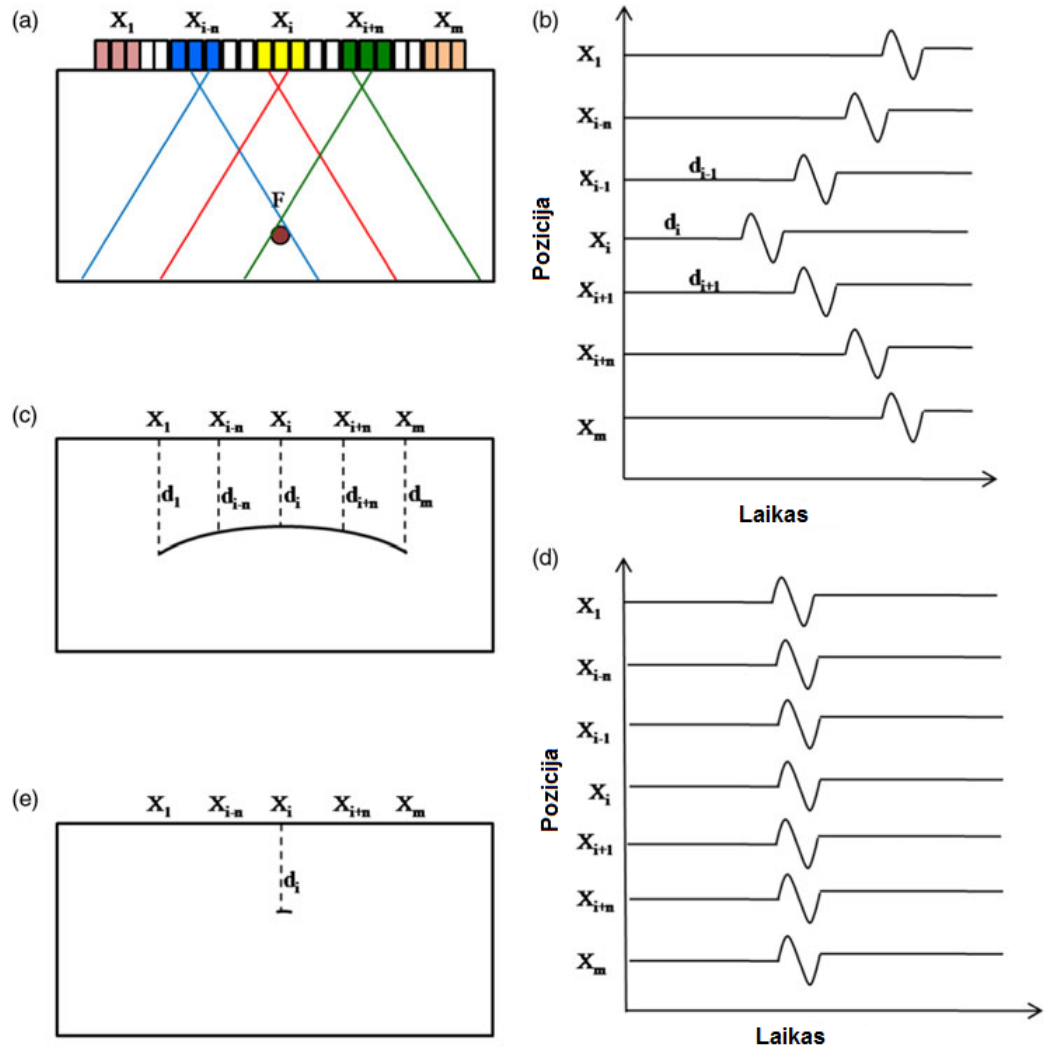 (a)
X1 Xi-n Xi Xi+n Xm
F
(b)
X1
Xi-n
Xi-1 di-1
Xi di
Xi+1 di+1
Xi+n
Xm
Pozicija
Laikas
(c)
X1 Xi-n Xi Xi+n Xm
d1 di-n di di+n dm
(d)
X1
Xi-n
Xi-1
Xi
Xi+1
Xi+n
Xm
Pozicija
Laikas
(e)
X1 Xi-n Xi Xi+n Xm
di